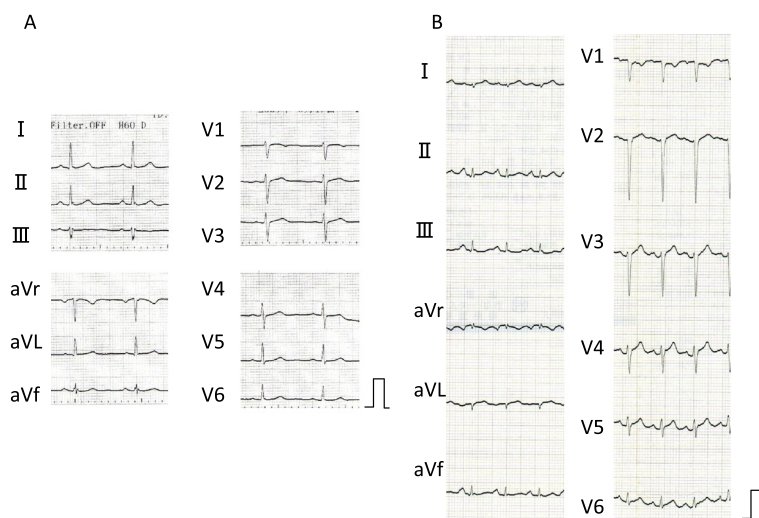 A
I
Filter.OFF H60 D
II
III
aVr
aVL
aVf
V1
V2
V3
V4
V5
V6
B
I
II
III
aVr
aVL
aVf
V1
V2
V3
V4
V5
V6